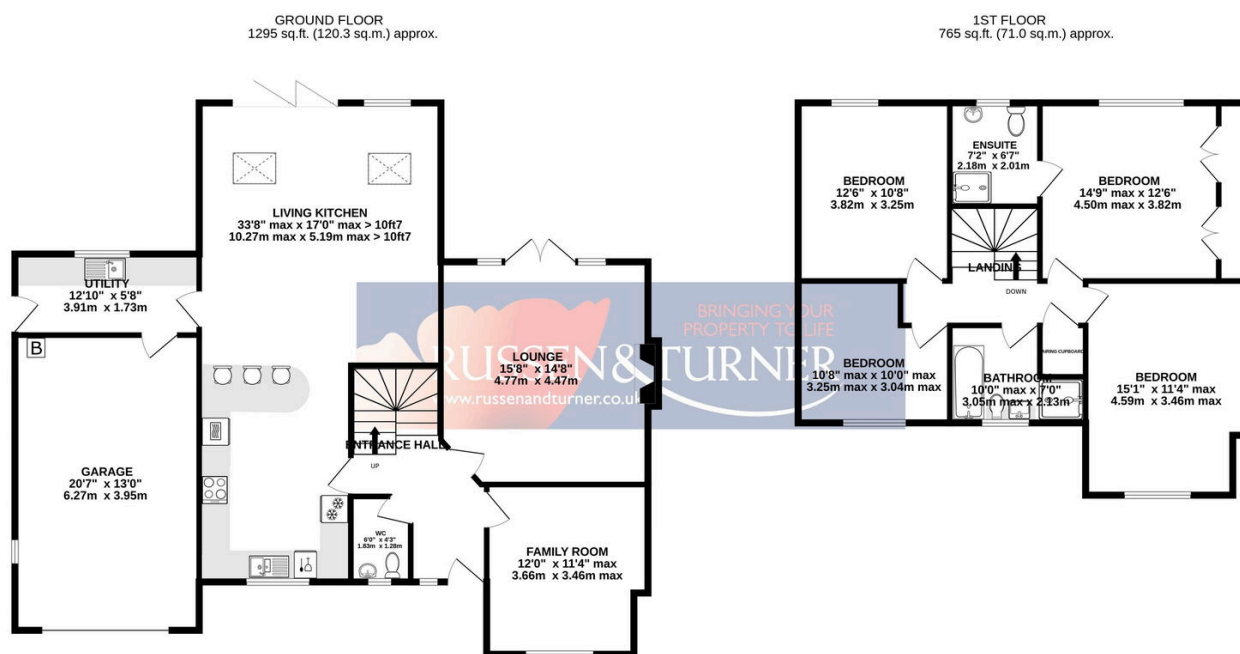 GROUND FLOOR
1295 sq.ft. (120.3 sq.m.) approx.
1ST FLOOR
765 sq.ft. (71.0 sq.m.) approx.
LIVING KITCHEN
33'8" max x 17'0" max > 10ft7
10.27m max x 5.19m max > 10ft7
UTILITY
12'10" x 5'8"
3.91m x 1.73m
B
GARAGE
20'7" x 13'0"
6.27m x 3.95m
LOUNGE
15'8" x 14'8"
4.77m x 4.47m
ENTRANCE HALL
UP
WC
6'0" x 4'3"
1.83m x 1.28m
FAMILY ROOM
12'0" x 11'4" max
3.66m x 3.46m max
BRINGING YOUR
PROPERTY TO LIFE
RUSSEN & TURNER
www.russenandturner.co.uk
BEDROOM
12'6" x 10'8"
3.82m x 3.25m
ENSUITE
7'2" x 6'7"
2.18m x 2.01m
BEDROOM
14'9" max x 12'6"
4.50m max x 3.82m
LANDING
DOWN
BEDROOM
10'8" max x 10'0" max
3.25m max x 3.04m max
BATHROOM
10'0" max x 7'0"
3.05m max x 2.13m
AIRING CUPBOARD
BEDROOM
15'1" x 11'4" max
4.59m x 3.46m max